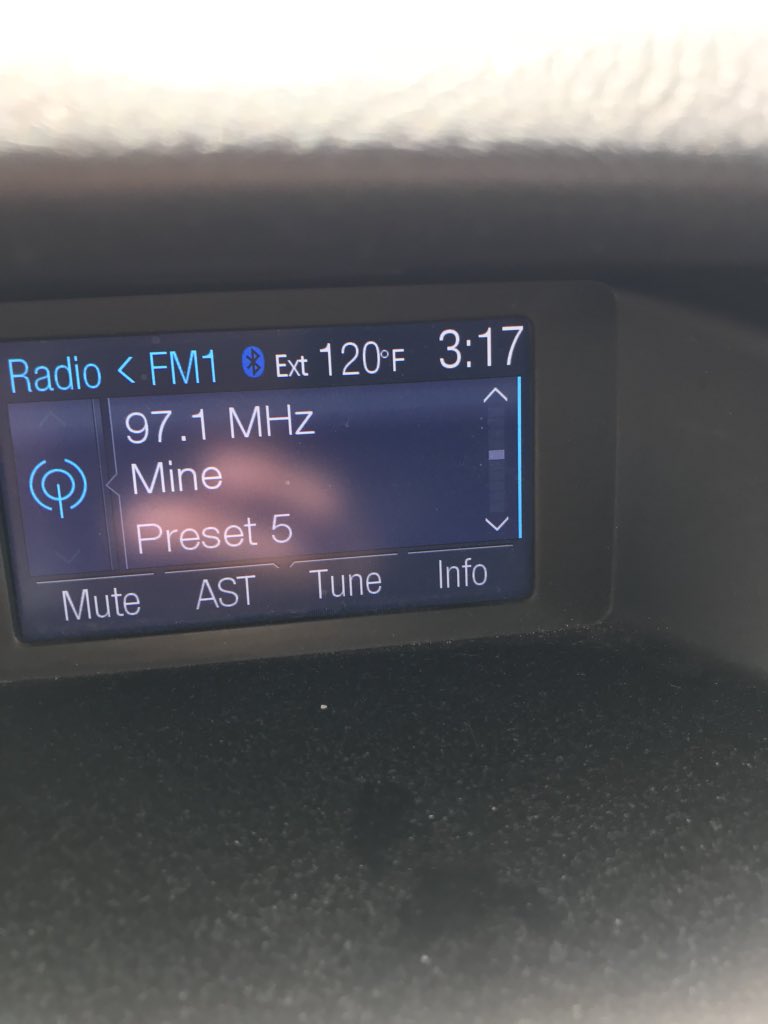 Radio < FM1 Ext 120°F 3:17
97.1 MHz
Mine
Preset 5
Mute AST Tune Info